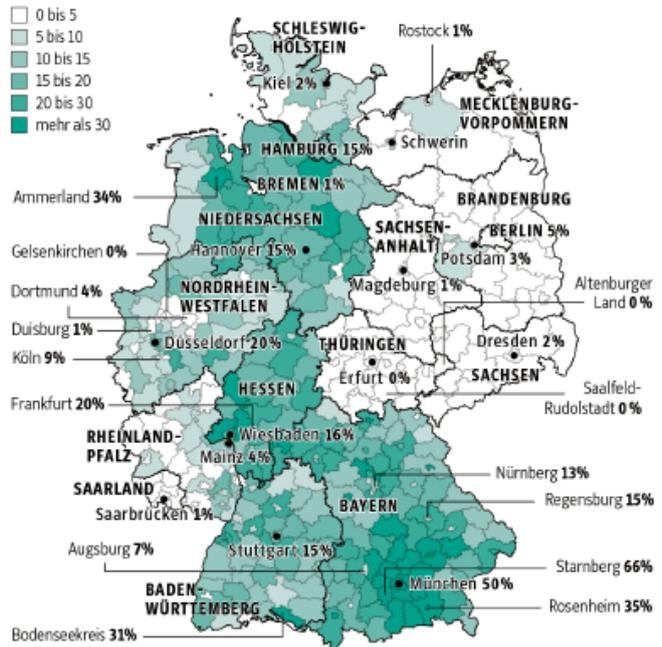 0 bis 5
5 bis 10
10 bis 15
15 bis 20
20 bis 30
mehr als 30
SCHLESWIG-
HOLSTEIN
Rostock 1%
Kiel 2%
MECKLENBURG-
VORPOMMERN
HAMBURG 15%
Schwerin
BREMEN 1%
Ammerland 34%
BRANDENBURG
NIEDERSACHSEN
SACHSEN-
ANHALT
BERLIN 5%
Gelsenkirchen 0%
Hannover 15%
Potsdam 3%
Dortmund 4%
NORDRHEIN-
WESTFALEN
Magdeburg 1%
Altenburger
Land 0 %
Duisburg 1%
Düsseldorf 20%
THÜRINGEN
Dresden 2%
Köln 9%
Erfurt 0%
SACHSEN
HESSEN
Saalfeld-
Rudolstadt 0 %
Frankfurt 20%
RHEINLAND-
PFALZ
Wiesbaden 16%
Mainz 4%
Nürnberg 13%
SAARLAND
Saarbrücken 1%
BAYERN
Regensburg 15%
Augsburg 7%
Stuttgart 15%
Starnberg 66%
München 50%
BADEN-
WÜRTTEMBERG
Rosenheim 35%
Bodenseekreis 31%